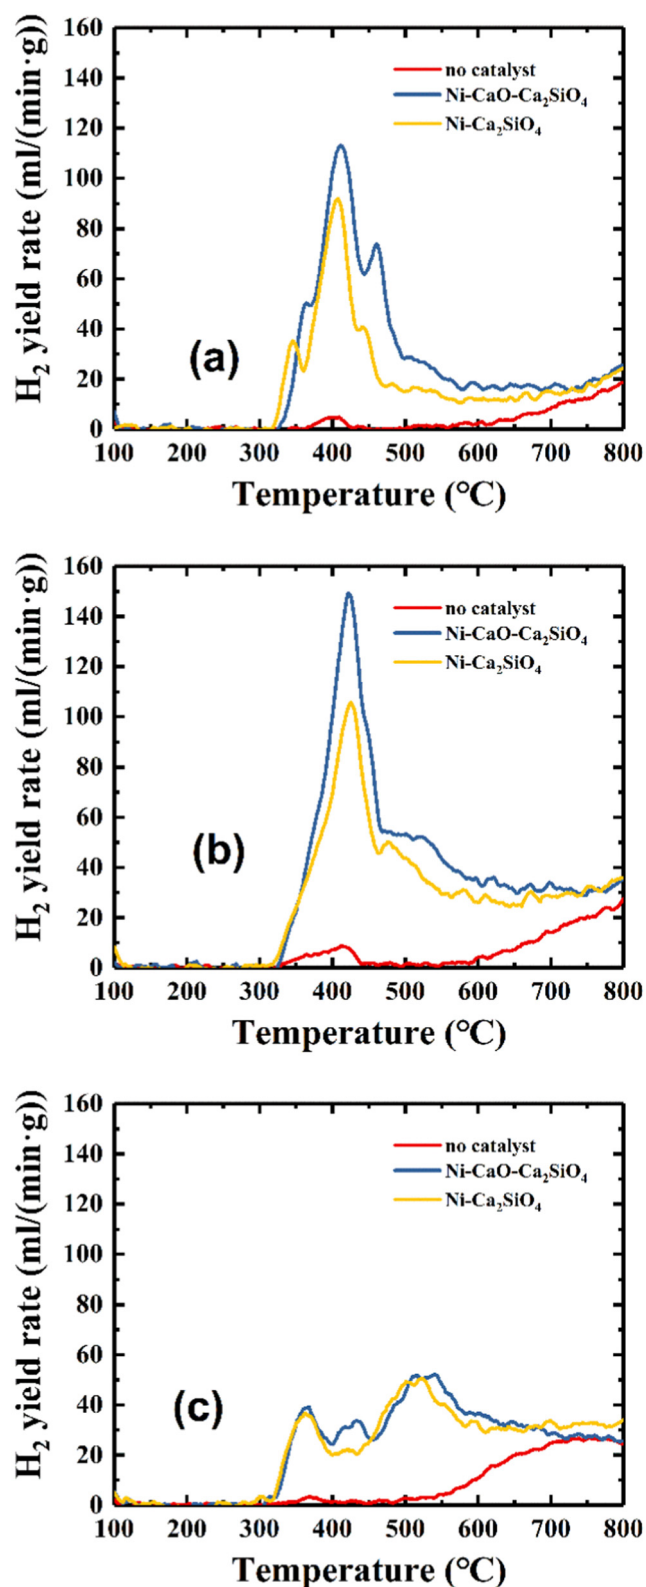 H₂ yield rate (ml/(min·g))
160
140
120
100
80
60
40
20
0
no catalyst
Ni-CaO-Ca₂SiO₄
Ni-Ca₂SiO₄
(a)
100 200 300 400 500 600 700 800
Temperature (°C)
H₂ yield rate (ml/(min·g))
160
140
120
100
80
60
40
20
0
no catalyst
Ni-CaO-Ca₂SiO₄
Ni-Ca₂SiO₄
(b)
100 200 300 400 500 600 700 800
Temperature (°C)
H₂ yield rate (ml/(min·g))
160
140
120
100
80
60
40
20
0
no catalyst
Ni-CaO-Ca₂SiO₄
Ni-Ca₂SiO₄
(c)
100 200 300 400 500 600 700 800
Temperature (°C)